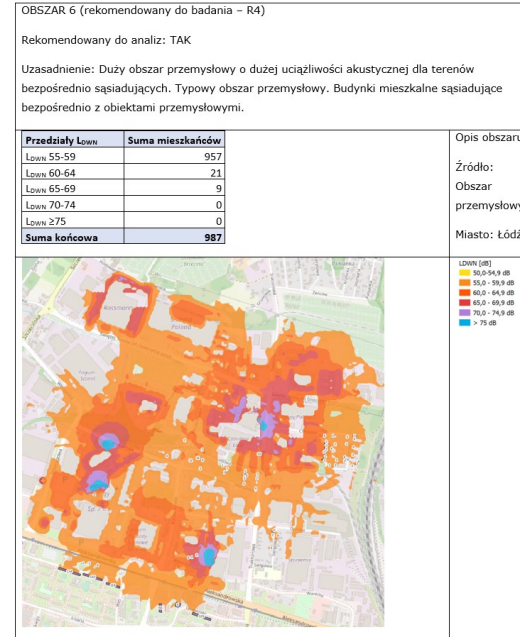 OBSZAR 6 (rekomendowany do badania – R4)
Rekomendowany do analiz: TAK
Uzasadnienie: Duży obszar przemysłowy o dużej uciążliwości akustycznej dla terenów
bezpośrednio sąsiadujących. Typowy obszar przemysłowy. Budynki mieszkalne sąsiadujące
bezpośrednio z obiektami przemysłowymi.
Przedziały LDWN Suma mieszkańców
LDWN 55-59 957
LDWN 60-64 21
LDWN 65-69 9
LDWN 70-74 0
LDWN ≥75 0
Suma końcowa 987
Opis obszaru
Źródło:
Obszar
przemysłowy
Miasto: Łódź
LDWN [dB]
50,0-54,9 dB
55,0 - 59,9 dB
60,0 - 64,9 dB
65,0 - 69,9 dB
70,0 - 74,9 dB
> 75 dB